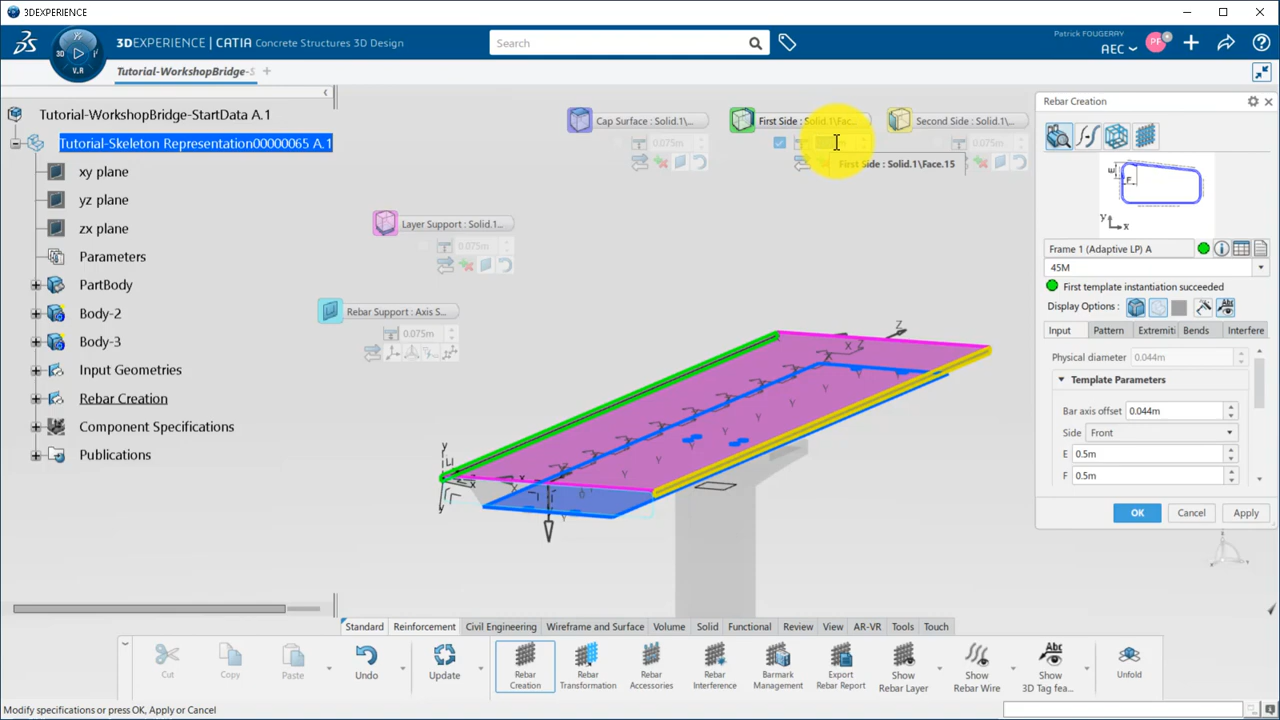 3DEXPERIENCE
3DEXPERIENCE | CATIA Concrete Structures 3D Design
Search
Patrick FOUGERAY
AEC
PF
3D
V.R
Tutorial-WorkshopBridge-S
Tutorial-WorkshopBridge-StartData A.1
Tutorial-Skeleton Representation00000065 A.1
xy plane
yz plane
zx plane
Parameters
PartBody
Body-2
Body-3
Input Geometries
Rebar Creation
Component Specifications
Publications
Cap Surface : Solid.1\...
0.075m
First Side : Solid.1\Fac...
First Side : Solid.1\Face.15
Second Side : Solid.1\...
0.075m
Layer Support : Solid.1...
0.075m
Rebar Support : Axis S...
0.075m
Rebar Creation
E
F
y
x
Frame 1 (Adaptive LP) A
45M
First template instantiation succeeded
Display Options :
Input
Pattern
Extremiti
Bends
Interfere
Physical diameter 0.044m
Template Parameters
Bar axis offset 0.044m
Side Front
E 0.5m
F 0.5m
OK
Cancel
Apply
Standard
Reinforcement
Civil Engineering
Wireframe and Surface
Volume
Solid
Functional
Review
View
AR-VR
Tools
Touch
Cut
Copy
Paste
Undo
Update
Rebar Creation
Rebar Transformation
Rebar Accessories
Rebar Interference
Barmark Management
Export Rebar Report
Show Rebar Layer
Show Rebar Wire
Abc
Show 3D Tag fea...
Unfold
Modify specifications or press OK, Apply or Cancel